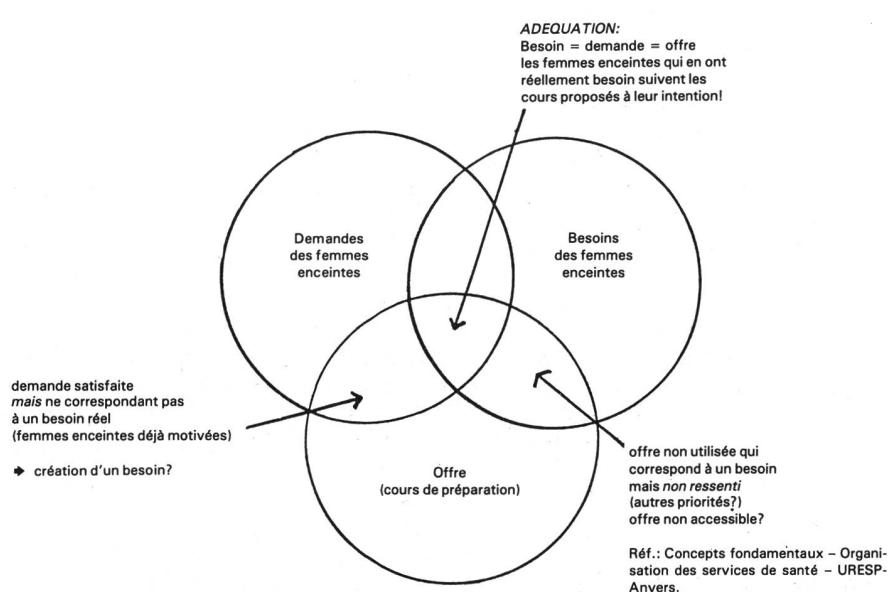 ADEQUATION:
Besoin = demande = offre
les femmes enceintes qui en ont
réellement besoin suivent les
cours proposés à leur intention!
Demandes
des femmes
enceintes
Besoins
des femmes
enceintes
demande satisfaite
mais ne correspondant pas
à un besoin réel
(femmes enceintes déjà motivées)
création d'un besoin?
Offre
(cours de préparation)
offre non utilisée qui
correspond à un besoin
mais non ressenti
(autres priorités?)
offre non accessible?
Réf.: Concepts fondamentaux – Organi-
sation des services de santé – URESP-
Anvers.